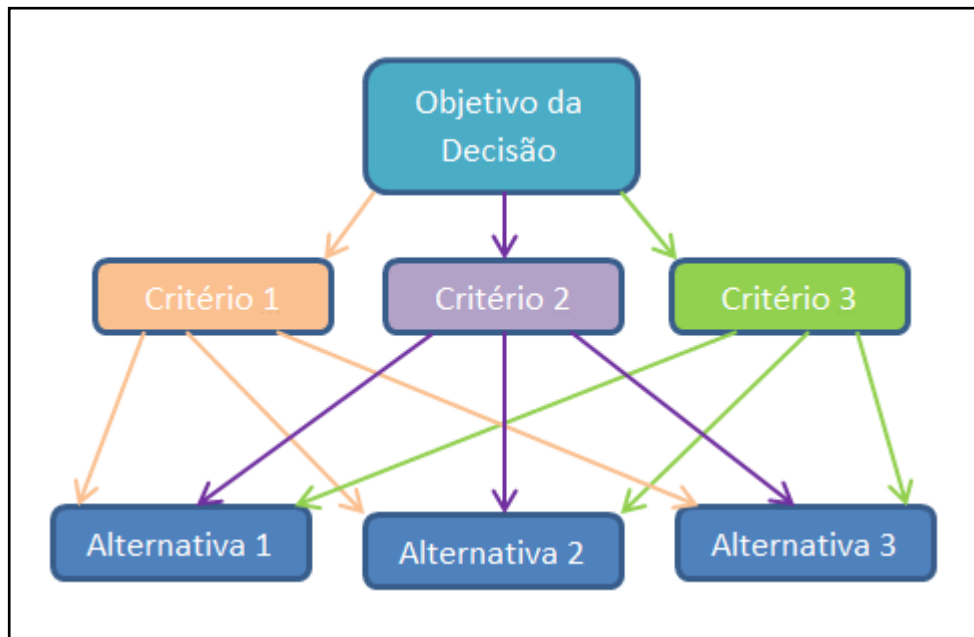 Objetivo da
Decisão
Critério 1
Critério 2
Critério 3
Alternativa 1
Alternativa 2
Alternativa 3